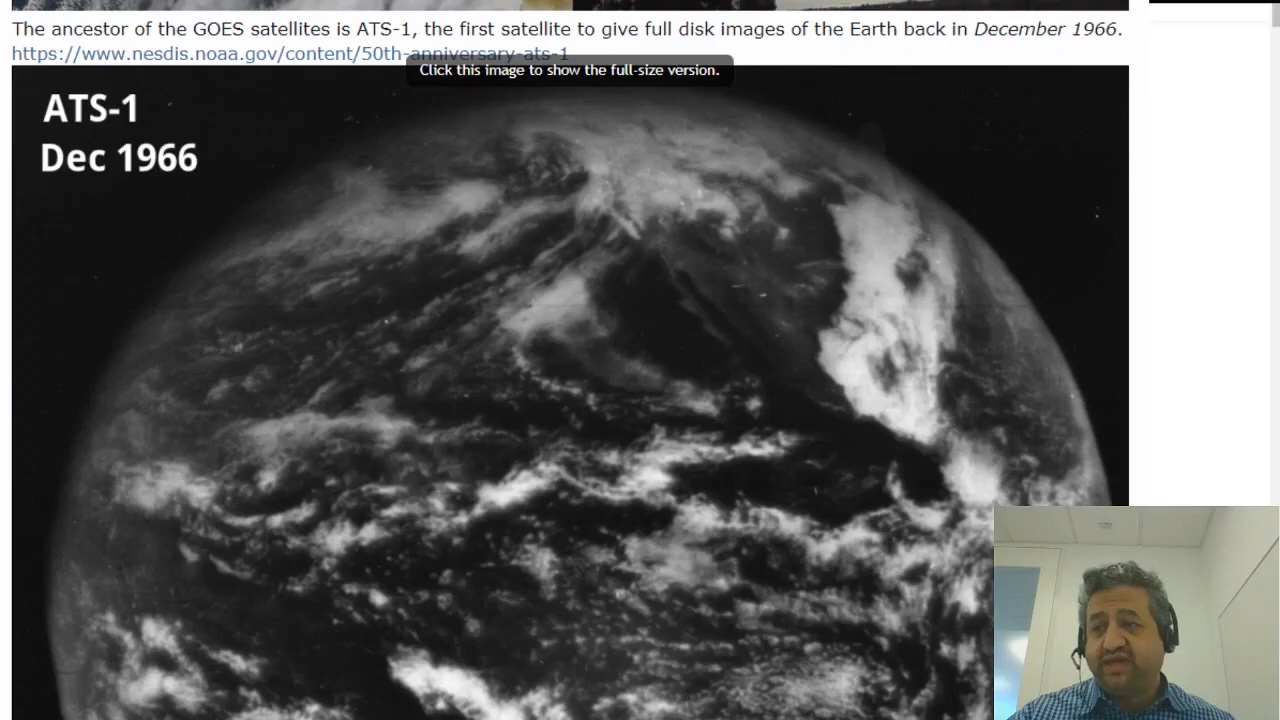 The ancestor of the GOES satellites is ATS-1, the first satellite to give full disk images of the Earth back in December 1966.
https://www.nesdis.noaa.gov/content/50th-anniversary-ats-1
Click this image to show the full-size version.
ATS-1
Dec 1966